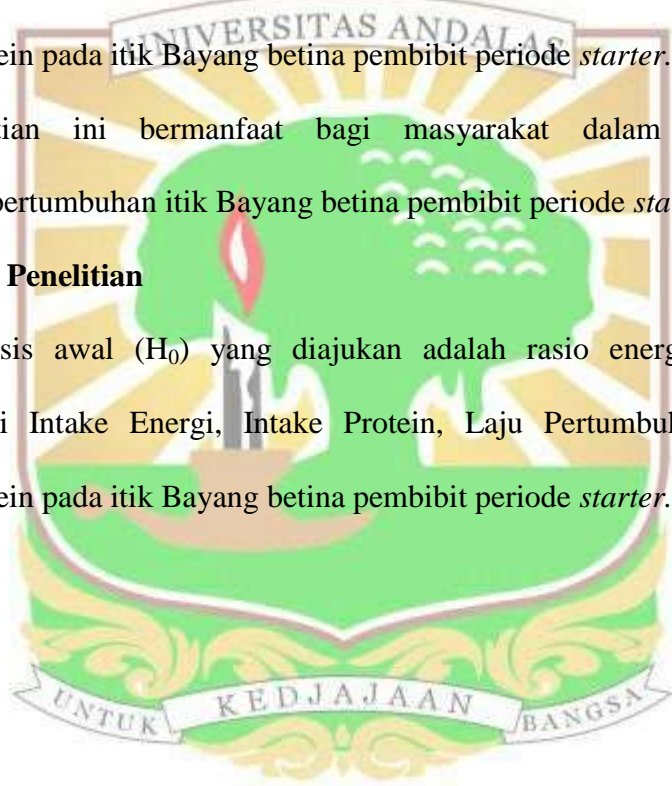 UNIVERSITAS ANDALAS
ein pada itik Bayang betina pembibit periode starter.
tian ini bermanfaat bagi masyarakat dalam
pertumbuhan itik Bayang betina pembibit periode sta
Penelitian
sis awal (H₀) yang diajukan adalah rasio energ
i Intake Energi, Intake Protein, Laju Pertumbu
ein pada itik Bayang betina pembibit periode starter.
UNTUK KEDJAJAAN BANGSA